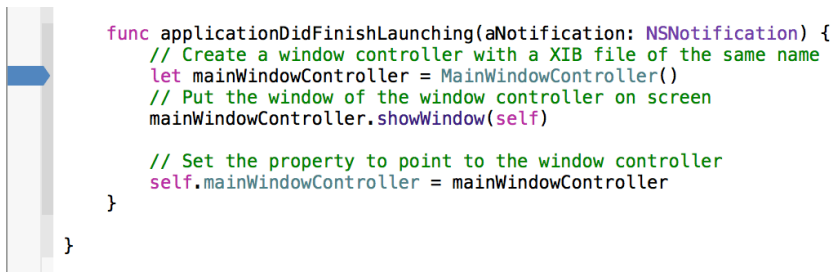 func applicationDidFinishLaunching(aNotification: NSNotification) {
// Create a window controller with a XIB file of the same name
let mainWindowController = MainWindowController()
// Put the window of the window controller on screen
mainWindowController.showWindow(self)
// Set the property to point to the window controller
self.mainWindowController = mainWindowController
}
}